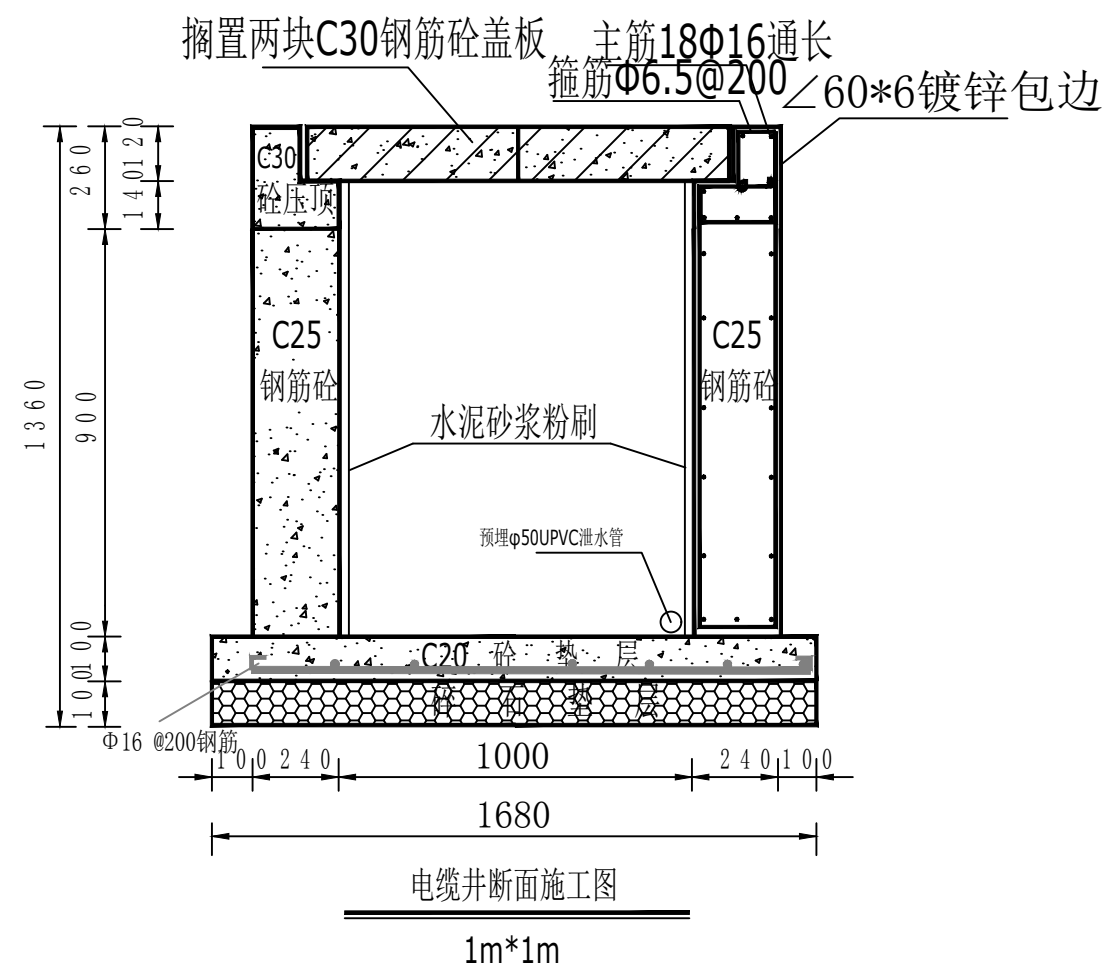 搁置两块C30钢筋砼盖板
主筋18Φ16通长
箍筋Φ6.5@200
∠60*6镀锌包边
C30
砼压顶
260
120
140
1360
900
C25
钢筋砼
C25
钢筋砼
水泥砂浆粉刷
预埋φ50UPVC泄水管
100
100
C20 砼 垫 层
碎 石 垫 层
Φ16 @200钢筋
100
240
1000
240
100
1680
电缆井断面施工图
1m*1m